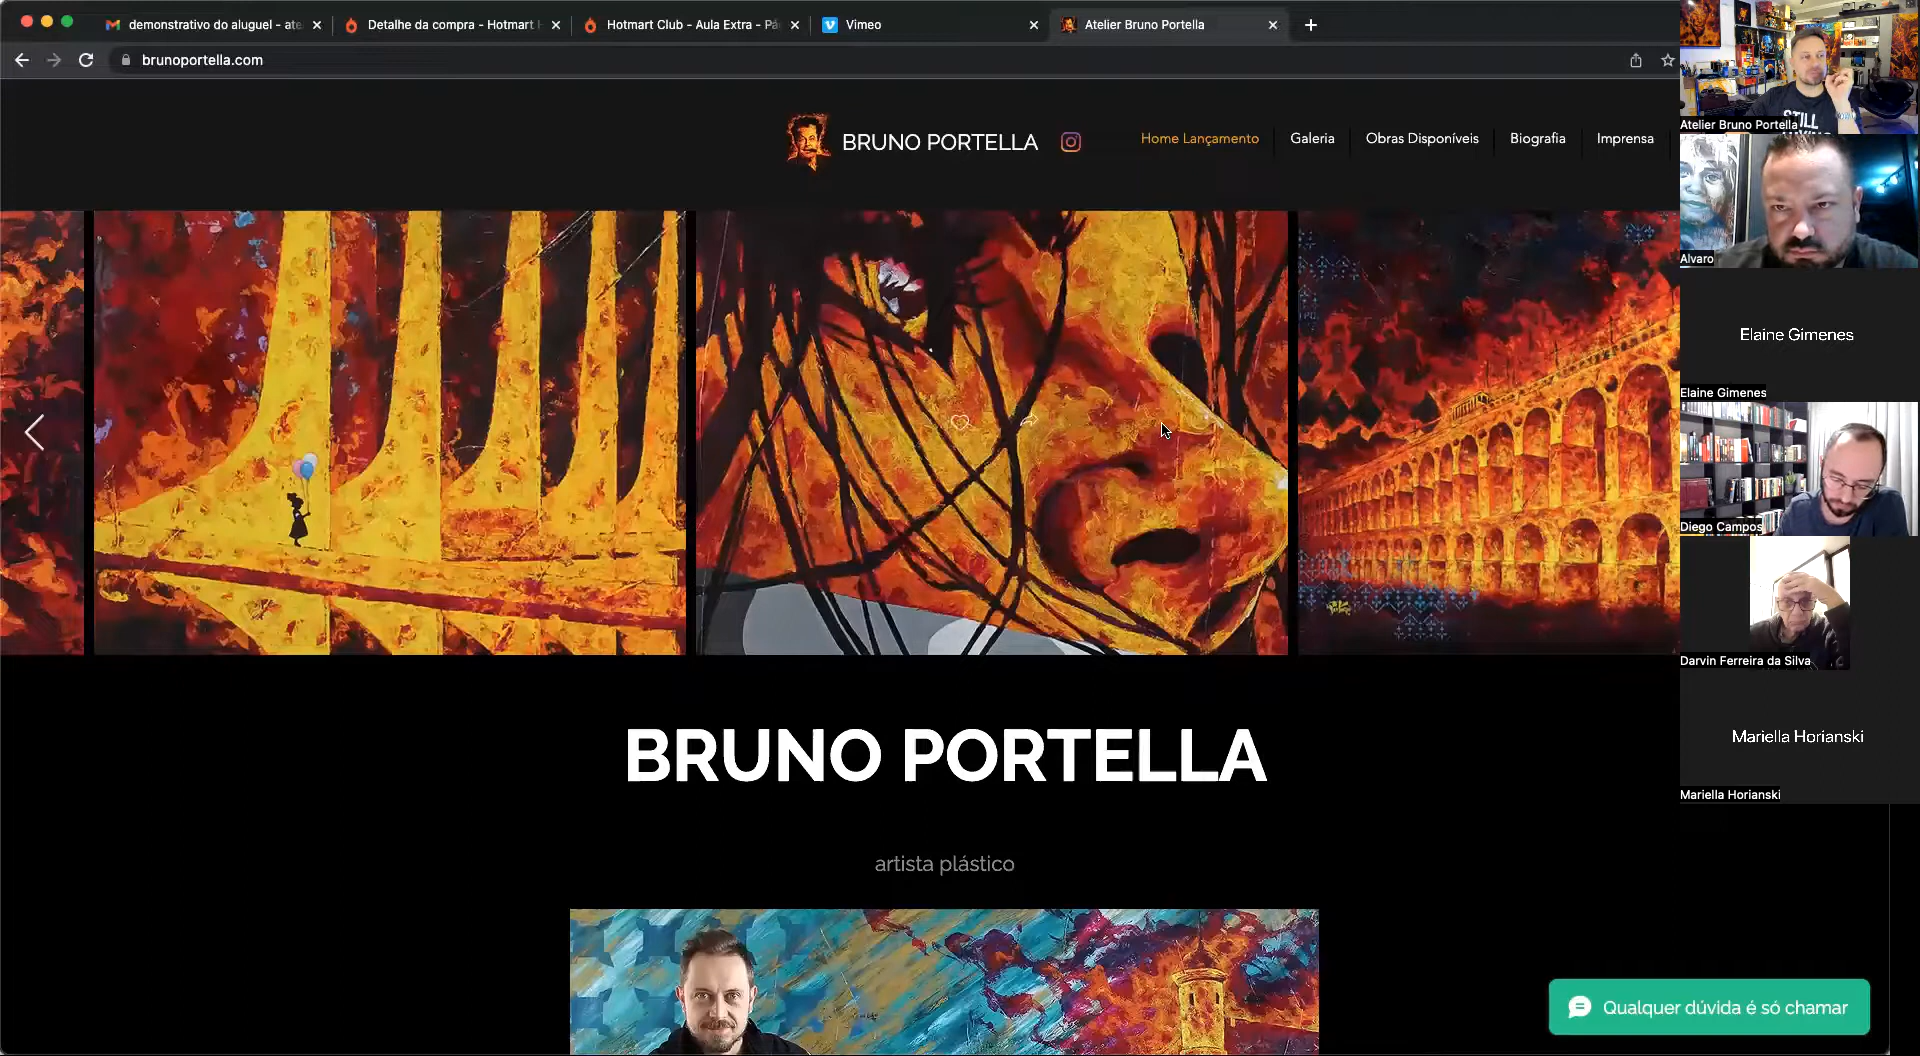 demonstrativo do aluguel - ate
Detalhe da compra - Hotmart
Hotmart Club - Aula Extra - Pá
Vimeo
Atelier Bruno Portella
brunoportella.com
BRUNO PORTELLA
Home Lançamento
Galeria
Obras Disponíveis
Biografia
Imprensa
BRUNO PORTELLA
artista plástico
Qualquer dúvida é só chamar
STILL
Atelier Bruno Portella
Alvaro
Elaine Gimenes
Elaine Gimenes
Diego Campos
Darvin Ferreira da Silva
Mariella Horianski
Mariella Horianski